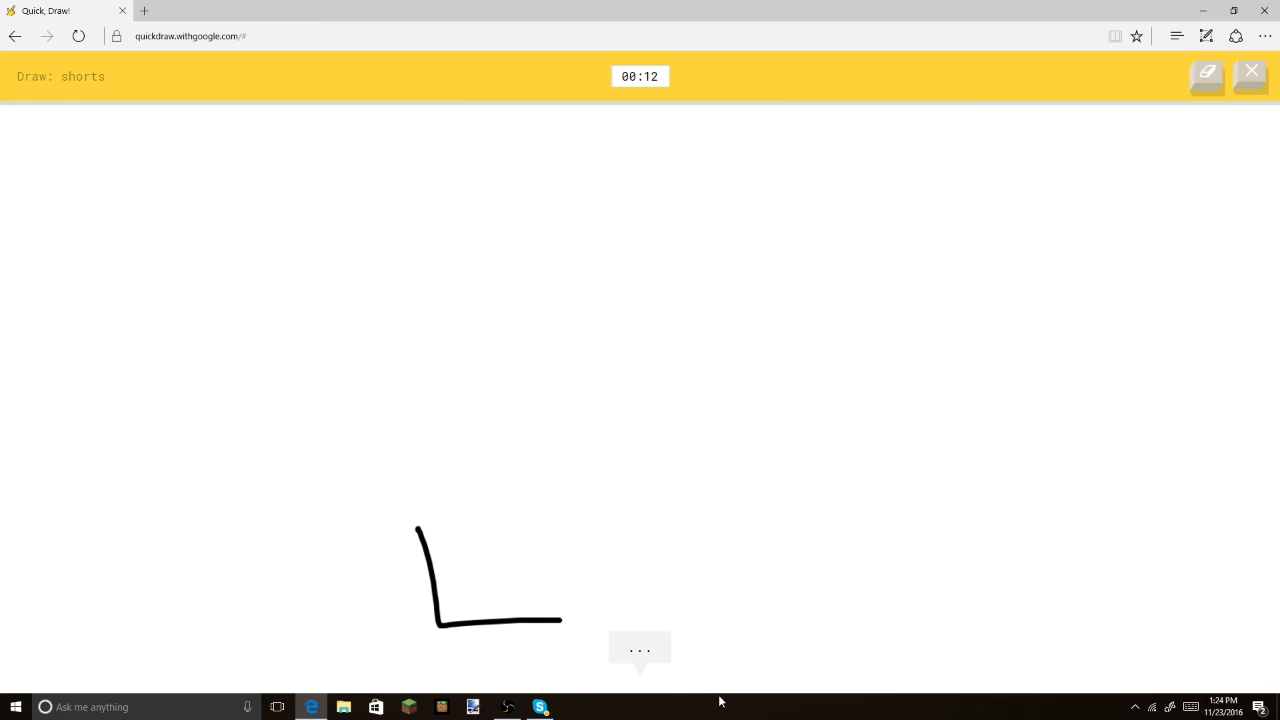 Quick, Draw!
quickdraw.withgoogle.com/#
Draw: shorts
00:12
...
Ask me anything
1:24 PM
11/23/2016
2